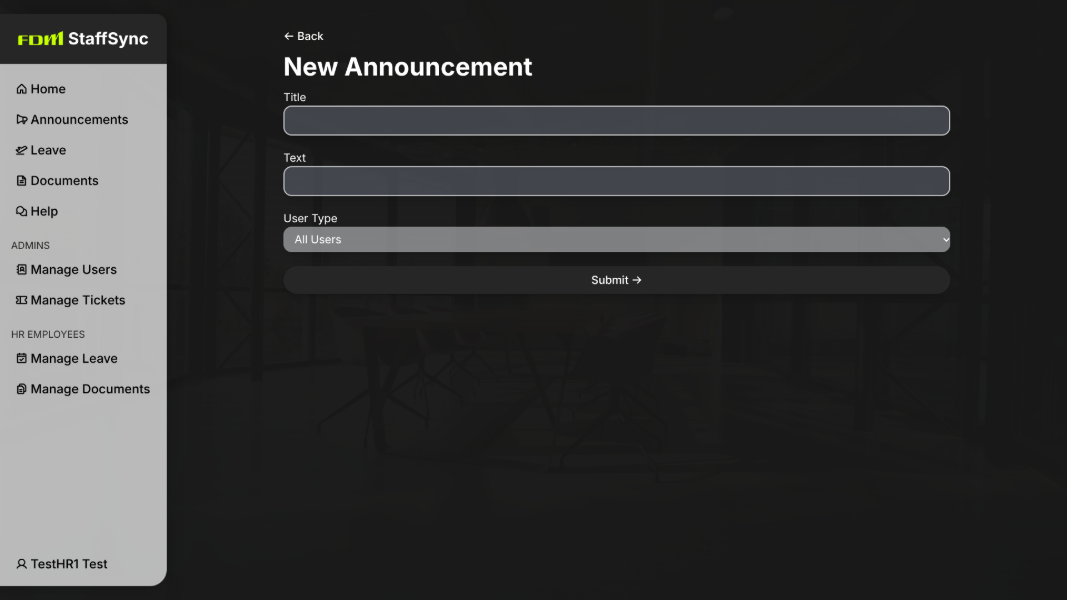 FDM StaffSync
Home
Announcements
Leave
Documents
Help
ADMINS
Manage Users
Manage Tickets
HR EMPLOYEES
Manage Leave
Manage Documents
TestHR1 Test
← Back
New Announcement
Title
Text
User Type
All Users
Submit →